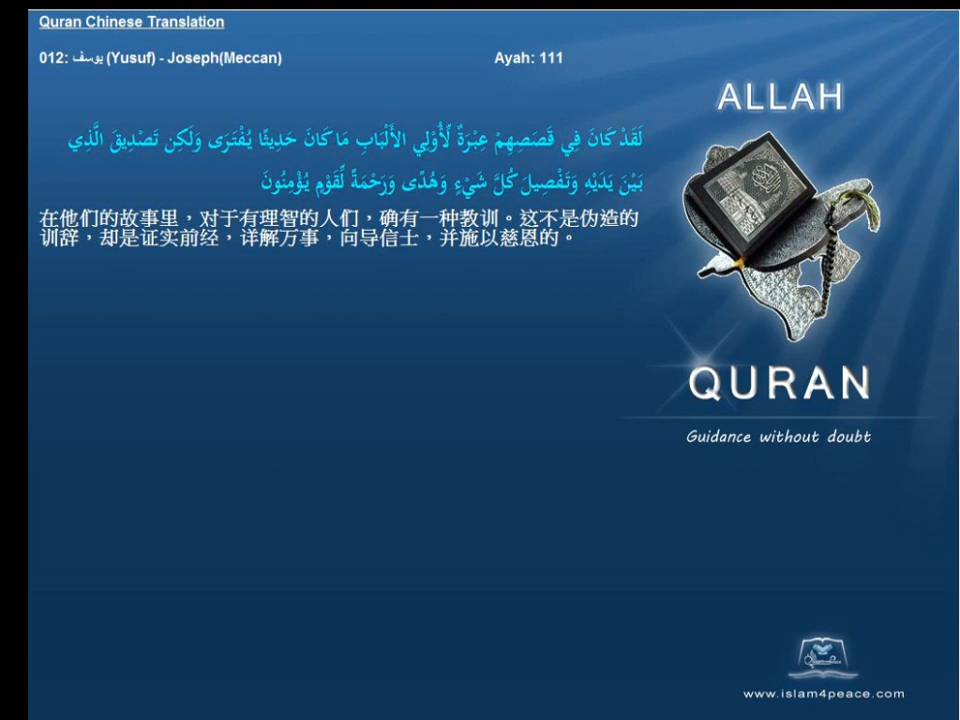 Quran Chinese Translation
012: يوسف (Yusuf) - Joseph(Meccan) Ayah: 111
ALLAH
لَقَدْ كَانَ فِي قَصَصِهِمْ عِبْرَةٌ لِّأُوْلِي الأَلْبَابِ مَا كَانَ حَدِيثًا يُفْتَرَى وَلَكِن تَصْدِيقَ الَّذِي
بَيْنَ يَدَيْهِ وَتَفْصِيلَ كُلَّ شَيْءٍ وَهُدًى وَرَحْمَةً لِّقَوْمٍ يُؤْمِنُونَ
在他们的故事里，对于有理智的人们，确有一种教训。这不是伪造的
训辞，却是证实前经，详解万事，向导信士，并施以慈恩的。
QURAN
Guidance without doubt
www.islam4peace.com